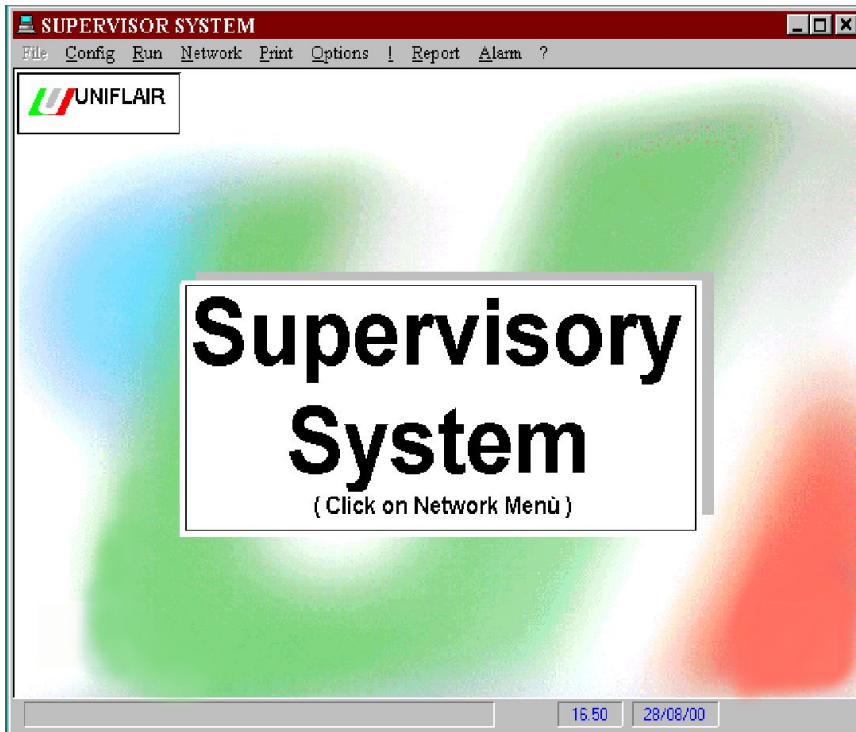 SUPERVISOR SYSTEM
File Config Run Network Print Options ! Report Alarm ?
UNIFLAIR
Supervisory
System
( Click on Network Menù )
16.50 28/08/00